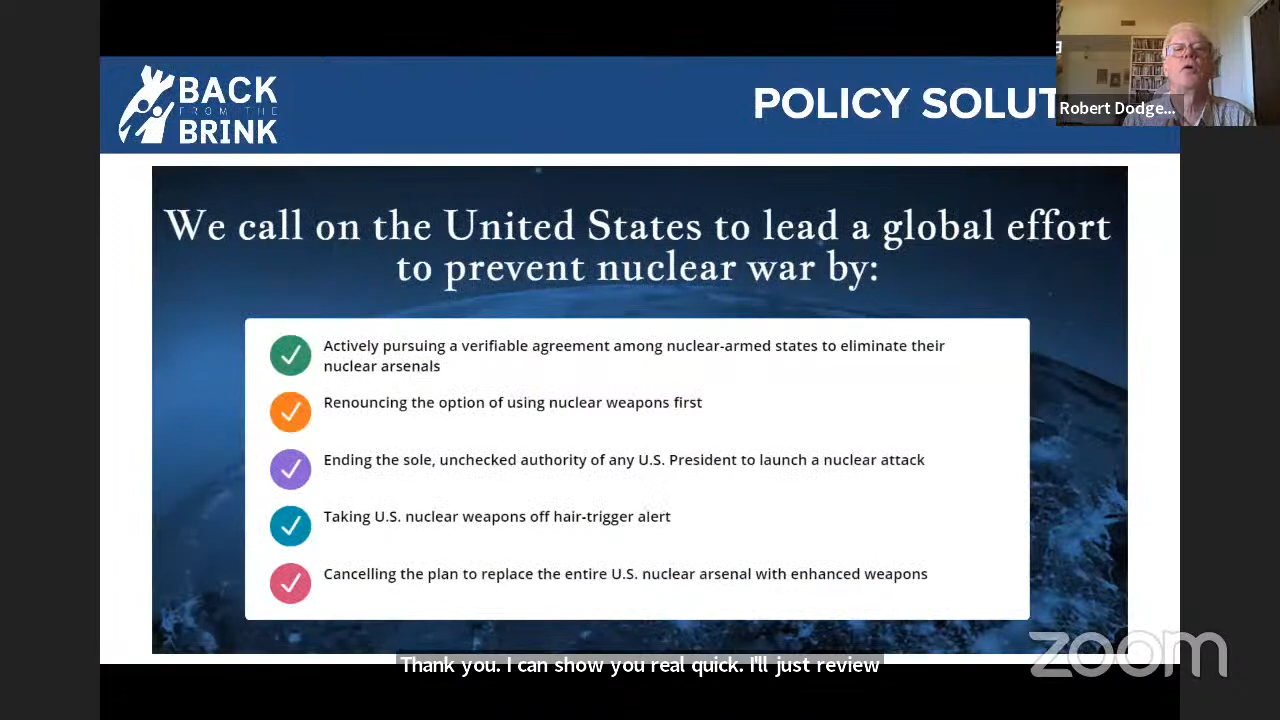 BACK
FROM THE
BRINK
POLICY SOLUT
Robert Dodge...
We call on the United States to lead a global effort
to prevent nuclear war by:
Actively pursuing a verifiable agreement among nuclear-armed states to eliminate their
nuclear arsenals
Renouncing the option of using nuclear weapons first
Ending the sole, unchecked authority of any U.S. President to launch a nuclear attack
Taking U.S. nuclear weapons off hair-trigger alert
Cancelling the plan to replace the entire U.S. nuclear arsenal with enhanced weapons
zoom
Thank you. I can show you real quick. I'll just review